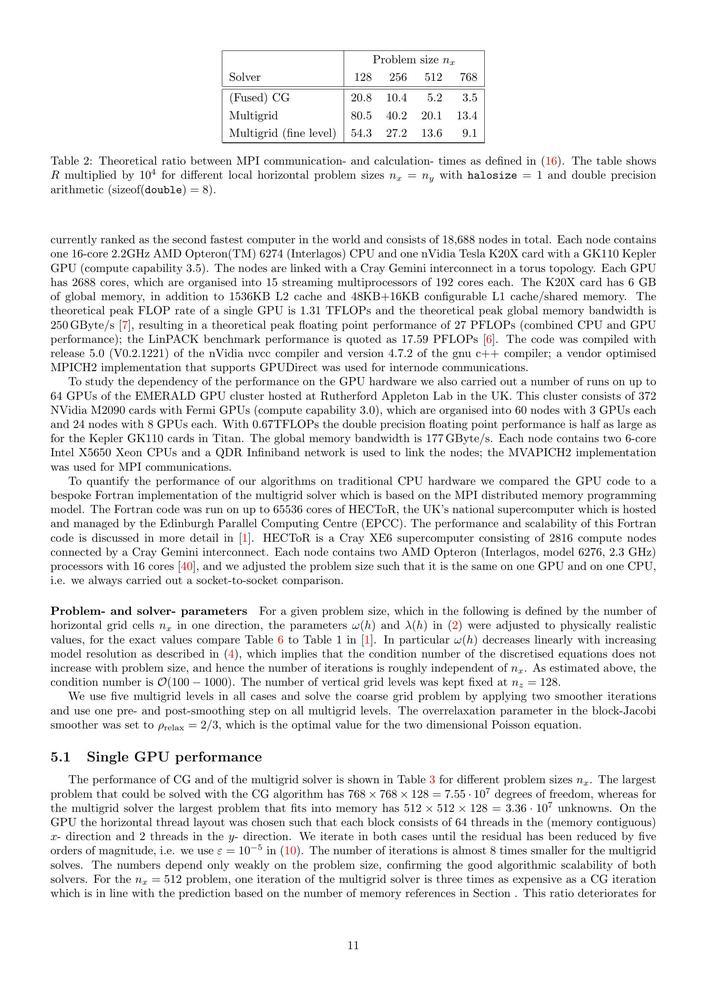 Problem size nx
Solver 128 256 512 768
(Fused) CG 20.8 10.4 5.2 3.5
Multigrid 80.5 40.2 20.1 13.4
Multigrid (fine level) 54.3 27.2 13.6 9.1
Table 2: Theoretical ratio between MPI communication- and calculation- times as defined in (16). The table shows
R multiplied by 10^4 for different local horizontal problem sizes nx = ny with halosize = 1 and double precision
arithmetic (sizeof(double) = 8).
currently ranked as the second fastest computer in the world and consists of 18,688 nodes in total. Each node contains
one 16-core 2.2GHz AMD Opteron(TM) 6274 (Interlagos) CPU and one nVidia Tesla K20X card with a GK110 Kepler
GPU (compute capability 3.5). The nodes are linked with a Cray Gemini interconnect in a torus topology. Each GPU
has 2688 cores, which are organised into 15 streaming multiprocessors of 192 cores each. The K20X card has 6 GB
of global memory, in addition to 1536KB L2 cache and 48KB+16KB configurable L1 cache/shared memory. The
theoretical peak FLOP rate of a single GPU is 1.31 TFLOPs and the theoretical peak global memory bandwidth is
250 GByte/s [7], resulting in a theoretical peak floating point performance of 27 PFLOPs (combined CPU and GPU
performance); the LinPACK benchmark performance is quoted as 17.59 PFLOPs [6]. The code was compiled with
release 5.0 (V0.2.1221) of the nVidia nvcc compiler and version 4.7.2 of the gnu c++ compiler; a vendor optimised
MPICH2 implementation that supports GPUDirect was used for internode communications.
To study the dependency of the performance on the GPU hardware we also carried out a number of runs on up to
64 GPUs of the EMERALD GPU cluster hosted at Rutherford Appleton Lab in the UK. This cluster consists of 372
NVidia M2090 cards with Fermi GPUs (compute capability 3.0), which are organised into 60 nodes with 3 GPUs each
and 24 nodes with 8 GPUs each. With 0.67TFLOPs the double precision floating point performance is half as large as
for the Kepler GK110 cards in Titan. The global memory bandwidth is 177 GByte/s. Each node contains two 6-core
Intel X5650 Xeon CPUs and a QDR Infiniband network is used to link the nodes; the MVAPICH2 implementation
was used for MPI communications.
To quantify the performance of our algorithms on traditional CPU hardware we compared the GPU code to a
bespoke Fortran implementation of the multigrid solver which is based on the MPI distributed memory programming
model. The Fortran code was run on up to 65536 cores of HECToR, the UK's national supercomputer which is hosted
and managed by the Edinburgh Parallel Computing Centre (EPCC). The performance and scalability of this Fortran
code is discussed in more detail in [1]. HECToR is a Cray XE6 supercomputer consisting of 2816 compute nodes
connected by a Cray Gemini interconnect. Each node contains two AMD Opteron (Interlagos, model 6276, 2.3 GHz)
processors with 16 cores [40], and we adjusted the problem size such that it is the same on one GPU and on one CPU,
i.e. we always carried out a socket-to-socket comparison.
Problem- and solver- parameters For a given problem size, which in the following is defined by the number of
horizontal grid cells nx in one direction, the parameters ω(h) and λ(h) in (2) were adjusted to physically realistic
values, for the exact values compare Table 6 to Table 1 in [1]. In particular ω(h) decreases linearly with increasing
model resolution as described in (4), which implies that the condition number of the discretised equations does not
increase with problem size, and hence the number of iterations is roughly independent of nx. As estimated above, the
condition number is O(100 − 1000). The number of vertical grid levels was kept fixed at nz = 128.
We use five multigrid levels in all cases and solve the coarse grid problem by applying two smoother iterations
and use one pre- and post-smoothing step on all multigrid levels. The overrelaxation parameter in the block-Jacobi
smoother was set to ρrelax = 2/3, which is the optimal value for the two dimensional Poisson equation.
5.1 Single GPU performance
The performance of CG and of the multigrid solver is shown in Table 3 for different problem sizes nx. The largest
problem that could be solved with the CG algorithm has 768 × 768 × 128 = 7.55 · 10^7 degrees of freedom, whereas for
the multigrid solver the largest problem that fits into memory has 512 × 512 × 128 = 3.36 · 10^7 unknowns. On the
GPU the horizontal thread layout was chosen such that each block consists of 64 threads in the (memory contiguous)
x- direction and 2 threads in the y- direction. We iterate in both cases until the residual has been reduced by five
orders of magnitude, i.e. we use ε = 10^−5 in (10). The number of iterations is almost 8 times smaller for the multigrid
solves. The numbers depend only weakly on the problem size, confirming the good algorithmic scalability of both
solvers. For the nx = 512 problem, one iteration of the multigrid solver is three times as expensive as a CG iteration
which is in line with the prediction based on the number of memory references in Section . This ratio deteriorates for
11